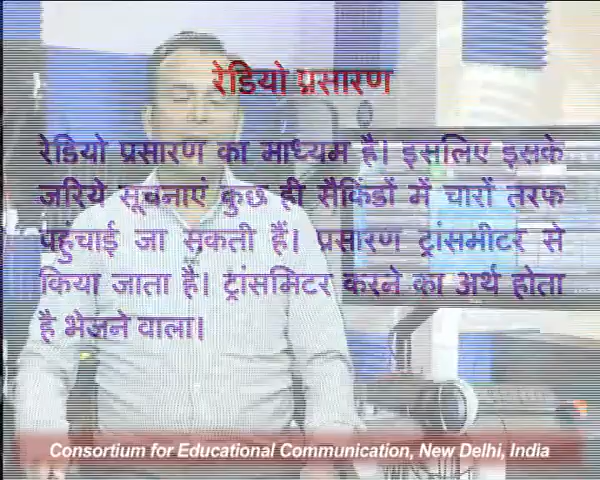 रेडियो प्रसारण
रेडियो प्रसारण का माध्यम है। इसलिए इसके
जरिये सूचनाएं कुछ ही सैकिंडों में चारों तरफ
पहुंचाई जा सकती हैं। प्रसारण ट्रांसमीटर से
किया जाता है। ट्रांसमिटर करने का अर्थ होता
है भेजने वाला।
Consortium for Educational Communication, New Delhi, India